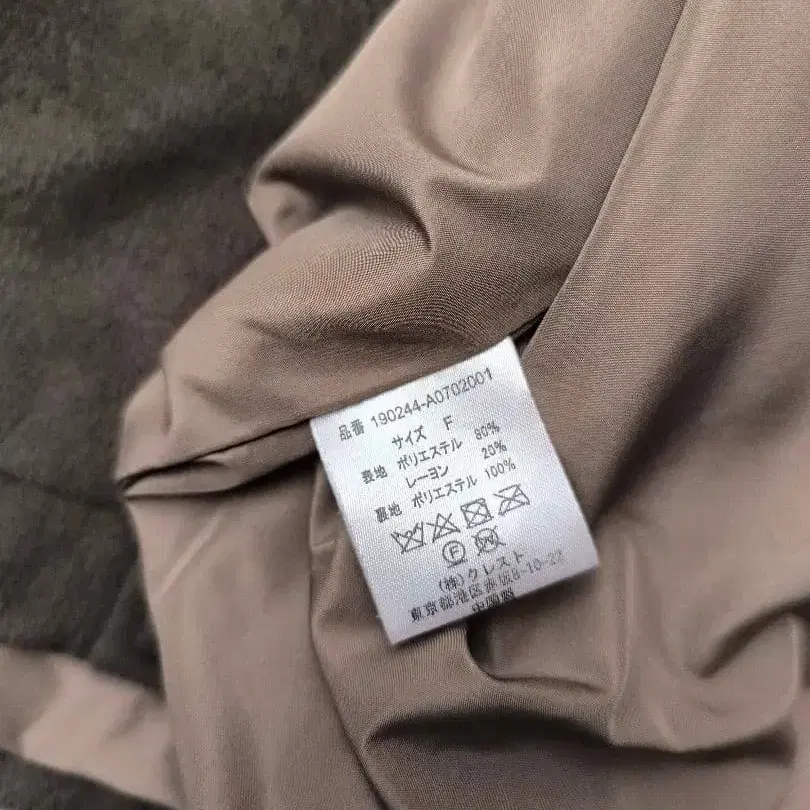 品番 190244-A0702001
サイズ F
表地 ポリエステル 80%
レーヨン 20%
裏地 ポリエステル 100%
F
(株)クレスト
東京都港区赤坂8-10-22
中国製